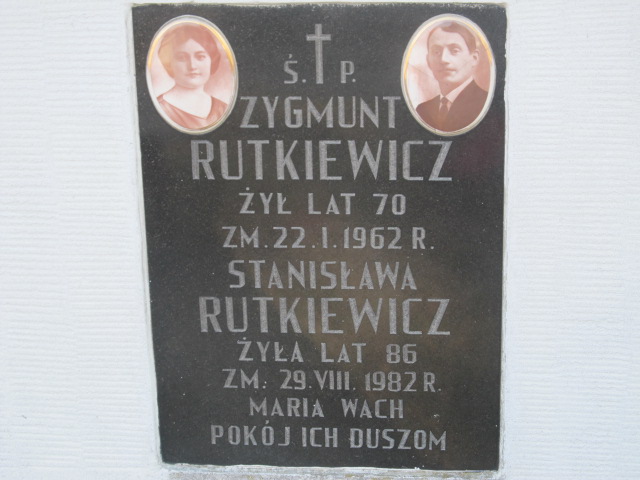 Ś. P.
ZYGMUNT
RUTKIEWICZ
ŻYŁ LAT 70
ZM. 22.I.1962 R.
STANISŁAWA
RUTKIEWICZ
ŻYŁA LAT 86
ZM. 29.VIII.1982 R.
MARIA WACH
POKÓJ ICH DUSZOM